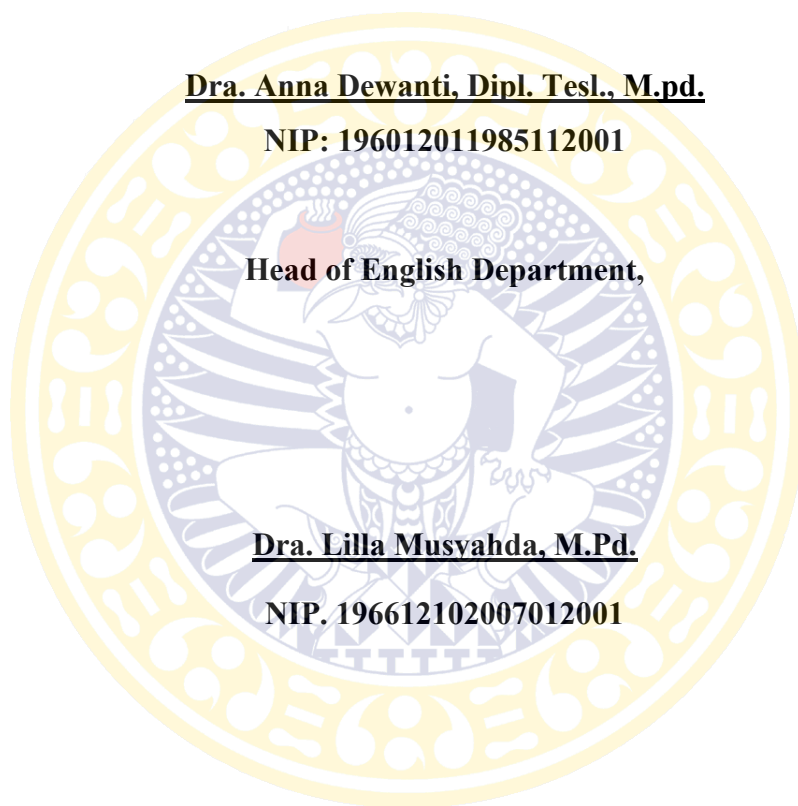 Dra. Anna Dewanti, Dipl. Tesl., M.pd.
NIP: 196012011985112001
Head of English Department,
Dra. Lilla Musyahda, M.Pd.
NIP. 196612102007012001